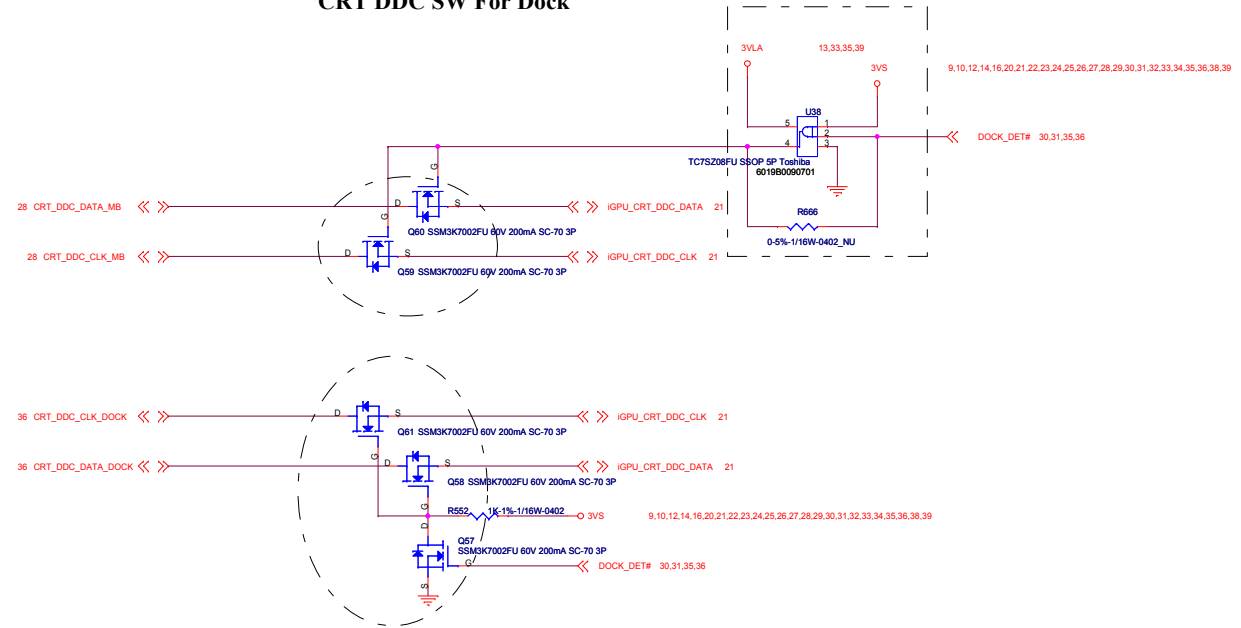 CRT DDC SW For Dock
3VLA 13,33,35,39
3VS 9,10,12,14,16,20,21,22,23,24,25,26,27,28,29,30,31,32,33,34,35,36,38,39
U38
5 1
2 DOCK_DET# 30,31,35,36
4 3
TC7SZ08FU SSOP 5P Toshiba
6019B0090701
G
28 CRT_DDC_DATA_MB D S iGPU_CRT_DDC_DATA 21
G R666
Q60 SSM3K7002FU 60V 200mA SC-70 3P
0-5%-1/16W-0402_NU
28 CRT_DDC_CLK_MB D S iGPU_CRT_DDC_CLK 21
Q59 SSM3K7002FU 60V 200mA SC-70 3P
36 CRT_DDC_CLK_DOCK D S iGPU_CRT_DDC_CLK 21
Q61 SSM3K7002FU 60V 200mA SC-70 3P
G
36 CRT_DDC_DATA_DOCK D S iGPU_CRT_DDC_DATA 21
Q58 SSM3K7002FU 60V 200mA SC-70 3P
G
R552 1K-1%-1/16W-0402
3VS 9,10,12,14,16,20,21,22,23,24,25,26,27,28,29,30,31,32,33,34,35,36,38,39
D
Q57
SSM3K7002FU 60V 200mA SC-70 3P
G DOCK_DET# 30,31,35,36
S